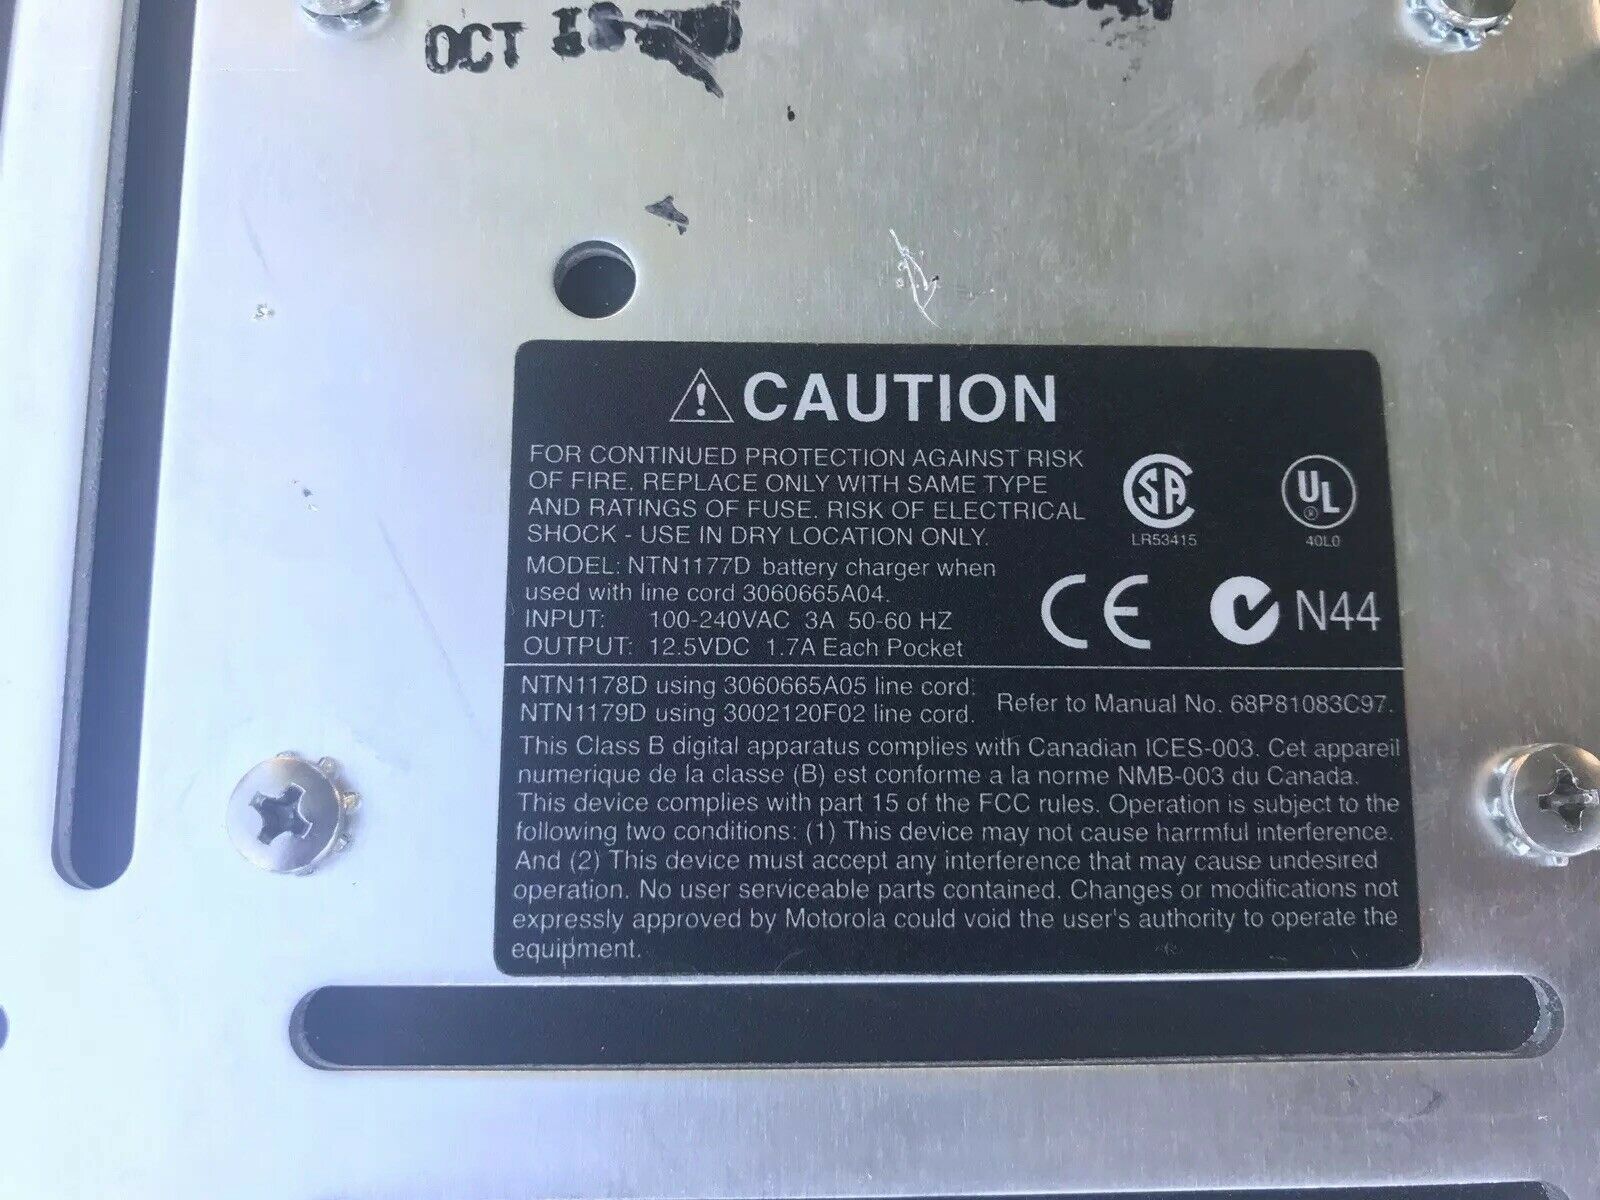 OCT
CAUTION
FOR CONTINUED PROTECTION AGAINST RISK
OF FIRE. REPLACE ONLY WITH SAME TYPE
AND RATINGS OF FUSE. RISK OF ELECTRICAL
SHOCK - USE IN DRY LOCATION ONLY.
MODEL: NTN1177D battery charger when
used with line cord 3060665A04.
INPUT: 100-240VAC 3A 50-60 HZ
OUTPUT: 12.5VDC 1.7A Each Pocket
SA
LR53415
UL
®
40L0
CE
N44
NTN1178D using 3060665A05 line cord.
NTN1179D using 3002120F02 line cord.
Refer to Manual No. 68P81083C97.
This Class B digital apparatus complies with Canadian ICES-003. Cet appareil
numerique de la classe (B) est conforme a la norme NMB-003 du Canada.
This device complies with part 15 of the FCC rules. Operation is subject to the
following two conditions: (1) This device may not cause harrmful interference.
And (2) This device must accept any interference that may cause undesired
operation. No user serviceable parts contained. Changes or modifications not
expressly approved by Motorola could void the user's authority to operate the
equipment.